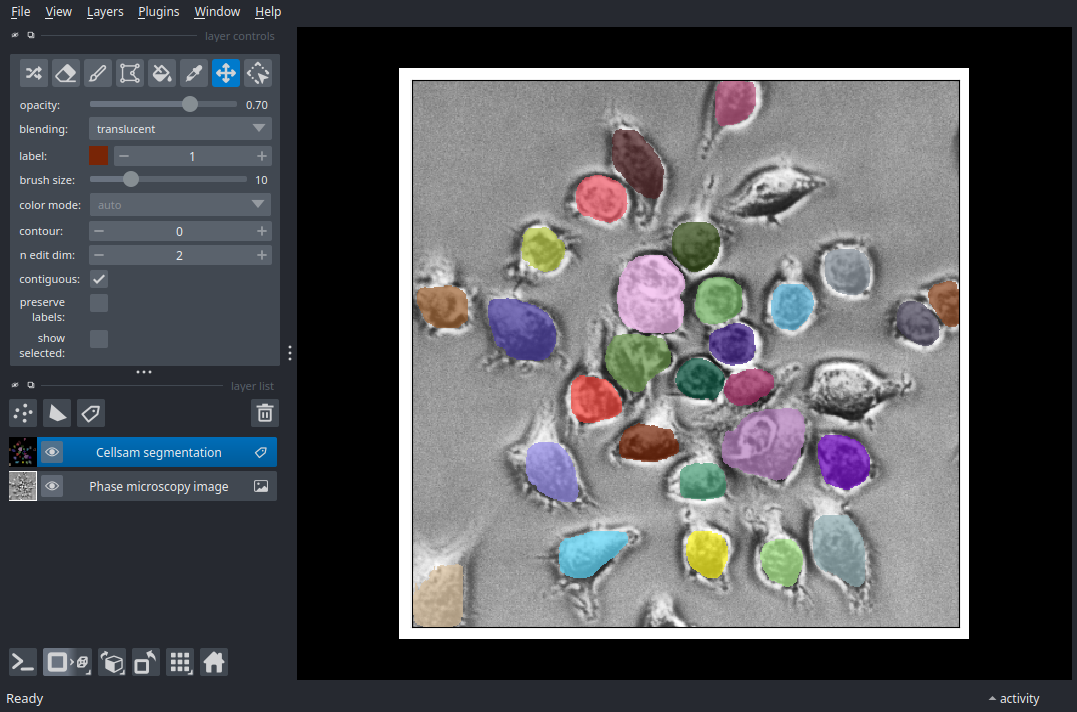 File View Layers Plugins Window Help
layer controls
opacity: 0.70
blending: translucent
label: 1
brush size: 10
color mode: auto
contour: 0
n edit dim: 2
contiguous:
preserve
labels:
show
selected:
layer list
Cellsam segmentation
Phase microscopy image
Ready activity